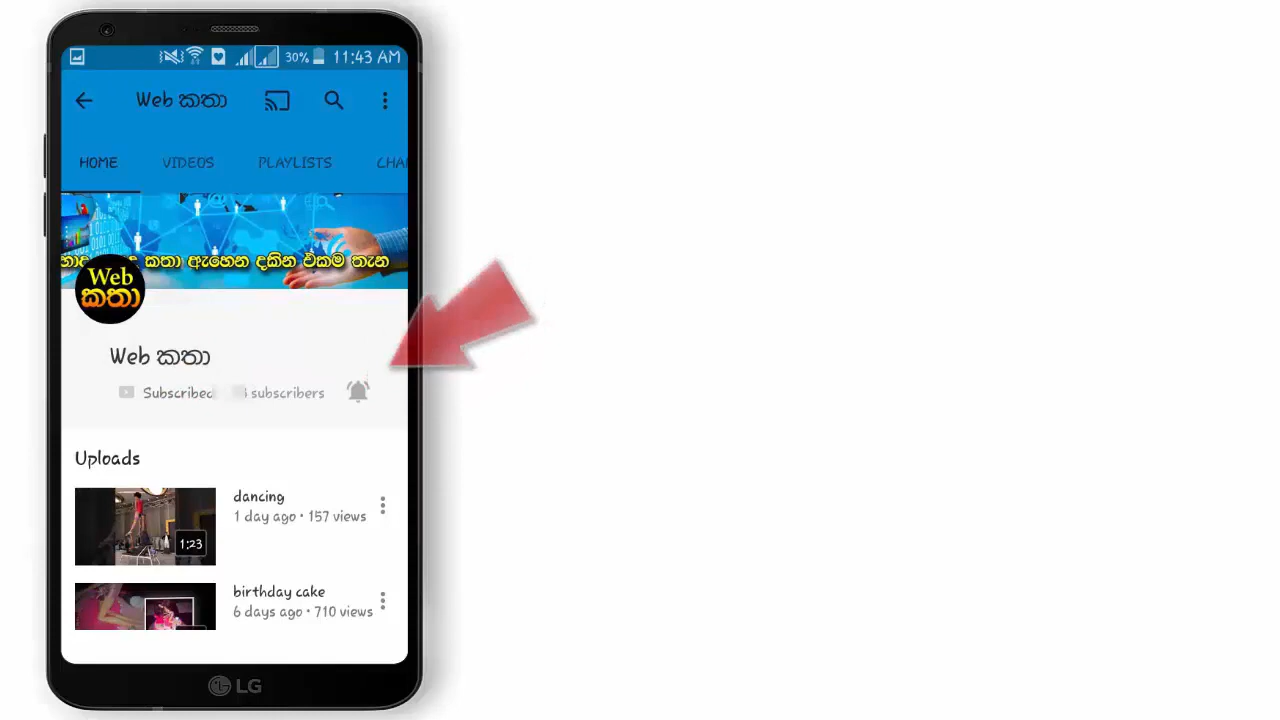 30% 11:43 AM
Web කතා
HOME VIDEOS PLAYLISTS
කතා ඇහෙන දකින එකම තැන
Web
කතා
Web කතා
Subscribed subscribers
Uploads
dancing
1 day ago • 157 views
1:23
birthday cake
6 days ago • 710 views
LG